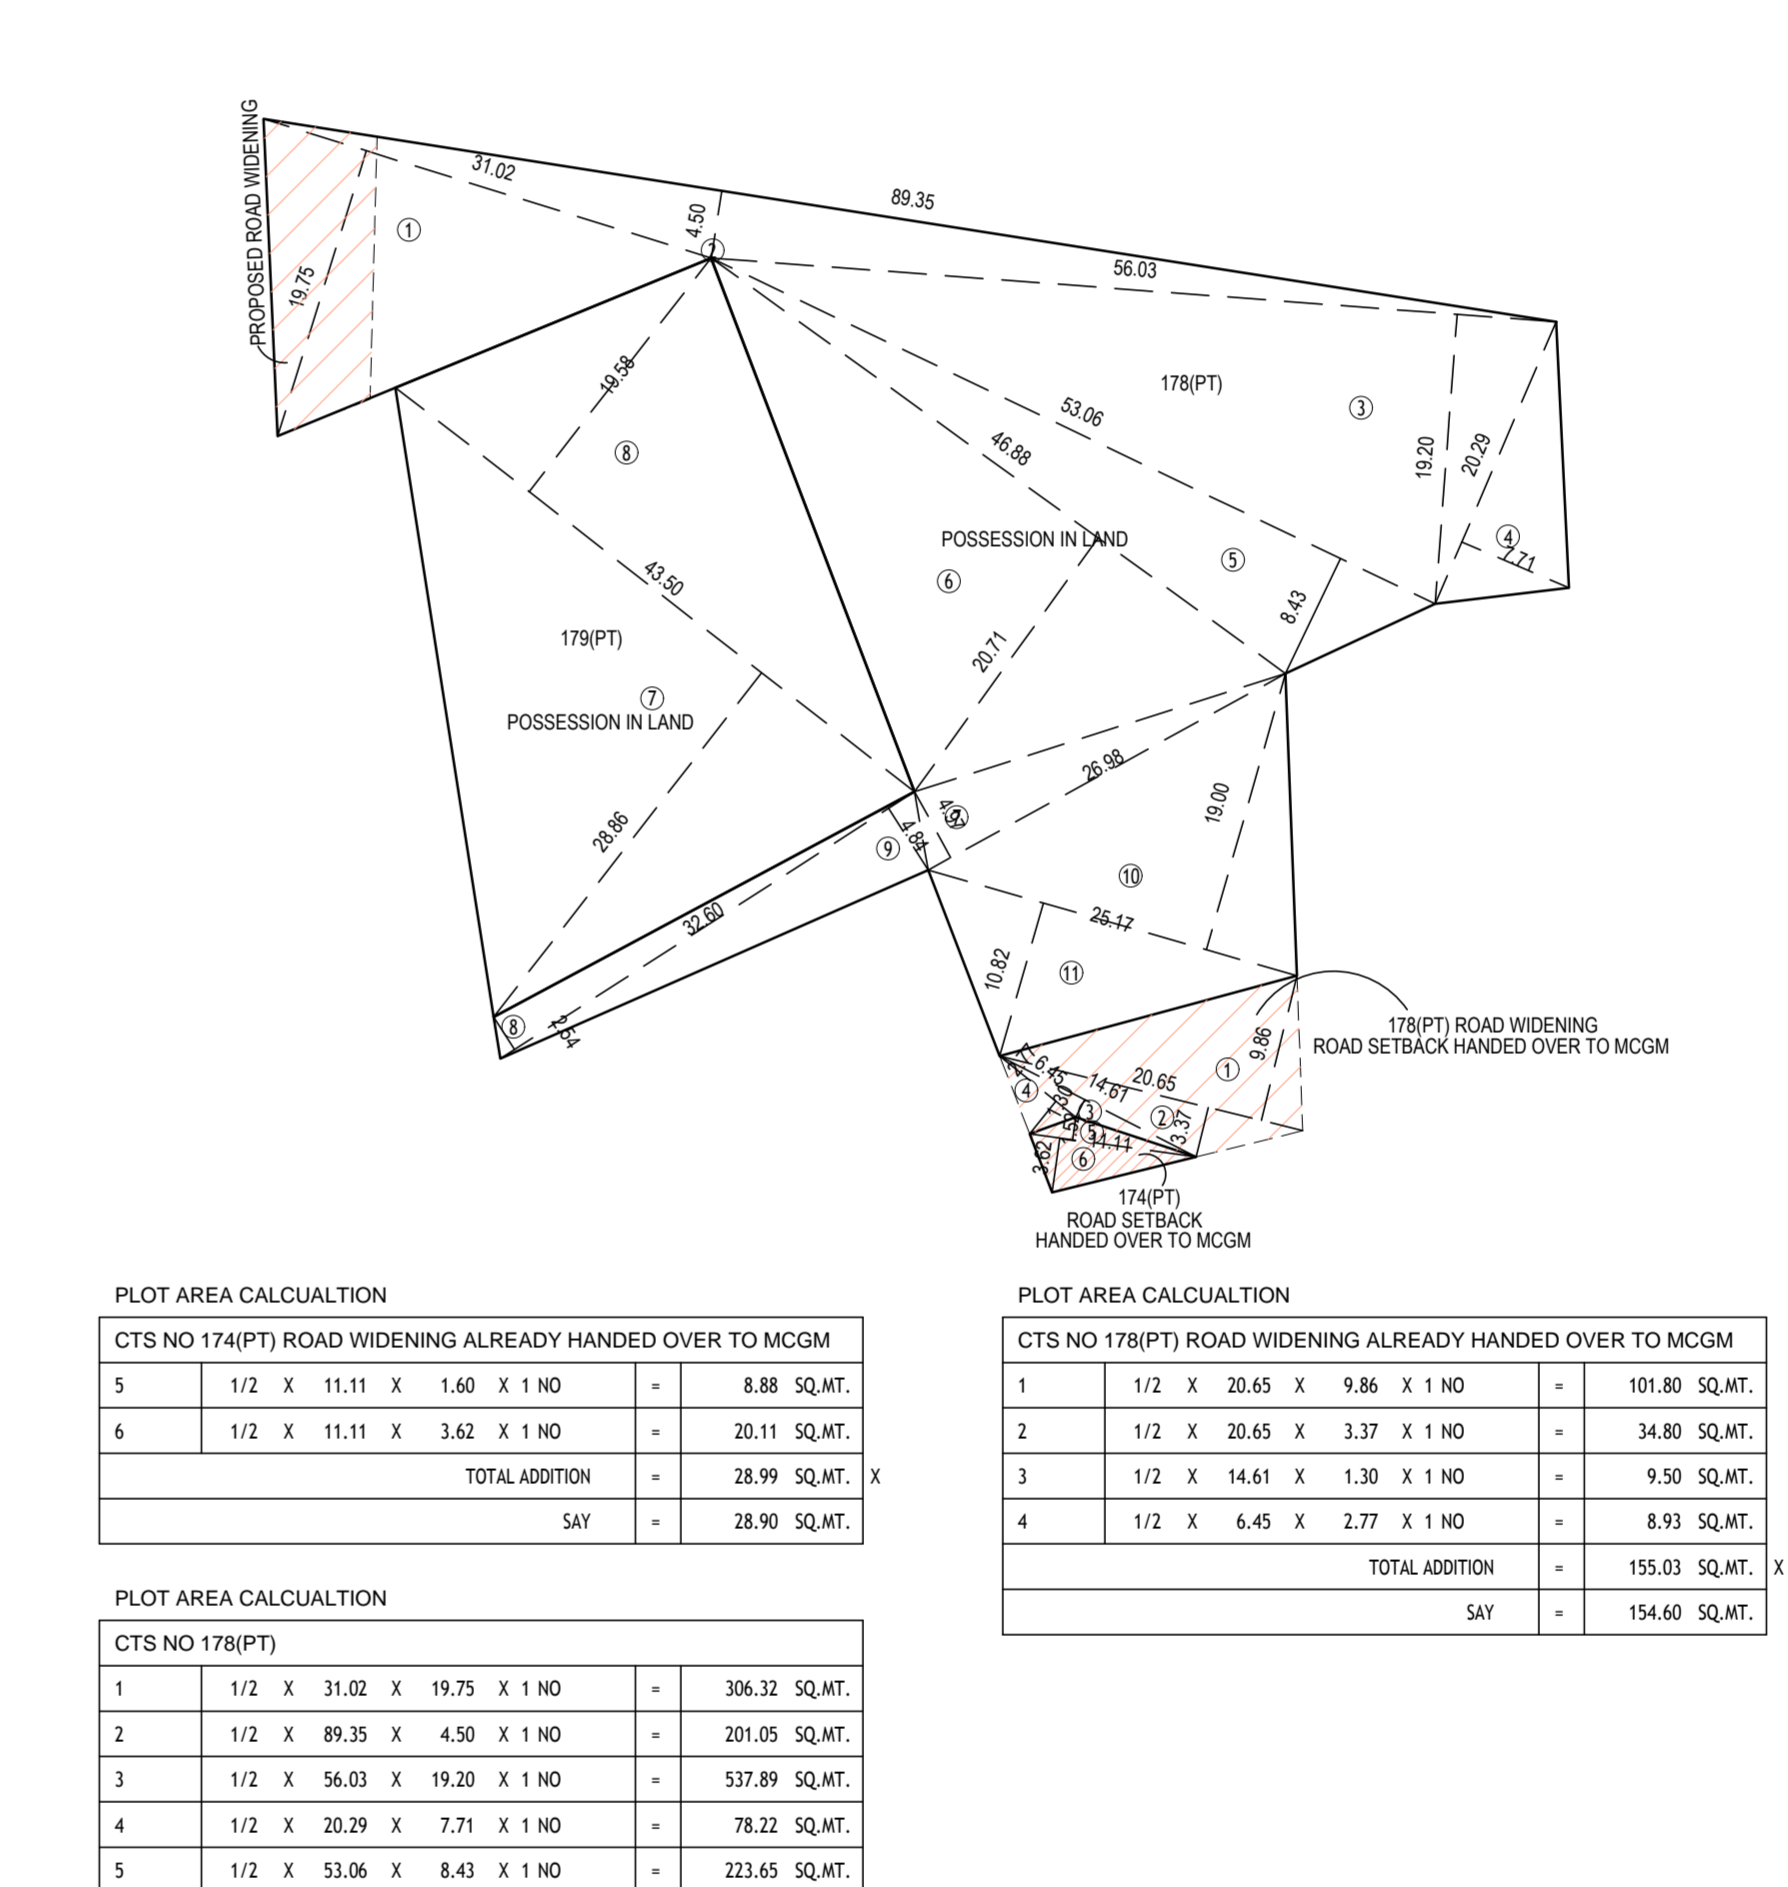 PROPOSED ROAD WIDENING
31.02
89.35
4.50
1
2
56.03
19.75
178(PT)
3
19.58
53.06
8
46.88
19.20
20.29
POSSESSION IN LAND
4
7.71
5
6
43.50
8.43
179(PT)
20.71
7
POSSESSION IN LAND
26.98
19.00
28.86
4.84
9
10
32.60
25.17
10.82
11
8
2.54
178(PT) ROAD WIDENING
ROAD SETBACK HANDED OVER TO MCGM
9.86
1
6.45
20.65
14.61
4
1.30
3
2
3.37
5
11.11
3.62
6
174(PT)
ROAD SETBACK
HANDED OVER TO MCGM
PLOT AREA CALCUALTION
CTS NO 174(PT) ROAD WIDENING ALREADY HANDED OVER TO MCGM
5 1/2 X 11.11 X 1.60 X 1 NO = 8.88 SQ.MT.
6 1/2 X 11.11 X 3.62 X 1 NO = 20.11 SQ.MT.
TOTAL ADDITION = 28.99 SQ.MT. X
SAY = 28.90 SQ.MT.
PLOT AREA CALCUALTION
CTS NO 178(PT) ROAD WIDENING ALREADY HANDED OVER TO MCGM
1 1/2 X 20.65 X 9.86 X 1 NO = 101.80 SQ.MT.
2 1/2 X 20.65 X 3.37 X 1 NO = 34.80 SQ.MT.
3 1/2 X 14.61 X 1.30 X 1 NO = 9.50 SQ.MT.
4 1/2 X 6.45 X 2.77 X 1 NO = 8.93 SQ.MT.
TOTAL ADDITION = 155.03 SQ.MT. X
SAY = 154.60 SQ.MT.
PLOT AREA CALCUALTION
CTS NO 178(PT)
1 1/2 X 31.02 X 19.75 X 1 NO = 306.32 SQ.MT.
2 1/2 X 89.35 X 4.50 X 1 NO = 201.05 SQ.MT.
3 1/2 X 56.03 X 19.20 X 1 NO = 537.89 SQ.MT.
4 1/2 X 20.29 X 7.71 X 1 NO = 78.22 SQ.MT.
5 1/2 X 53.06 X 8.43 X 1 NO = 223.65 SQ.MT.